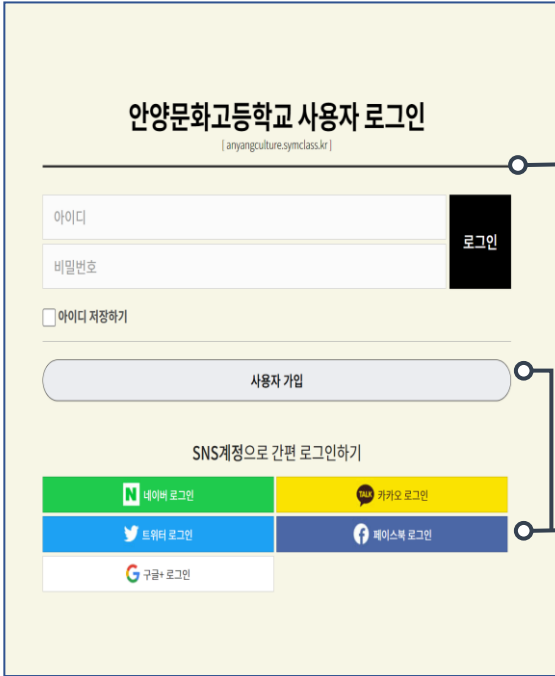 안양문화고등학교 사용자 로그인
| anyangculture.symclass.kr |
아이디
로그인
비밀번호
아이디 저장하기
사용자 가입
SNS계정으로 간편 로그인하기
N 네이버 로그인
TALK 카카오 로그인
트위터 로그인
페이스북 로그인
구글+ 로그인